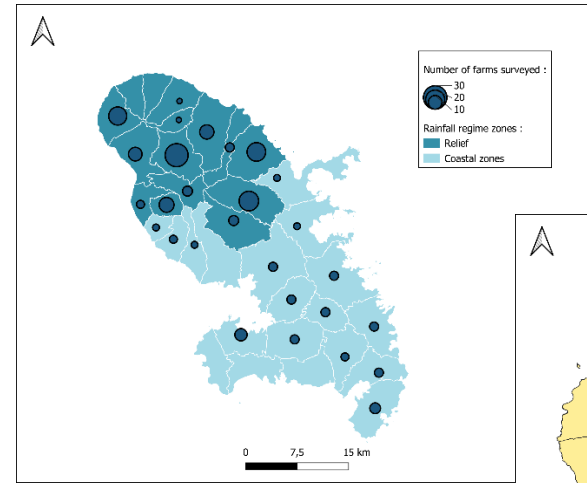 Number of farms surveyed :
30
20
10
Rainfall regime zones :
Relief
Coastal zones
0 7,5 15 km